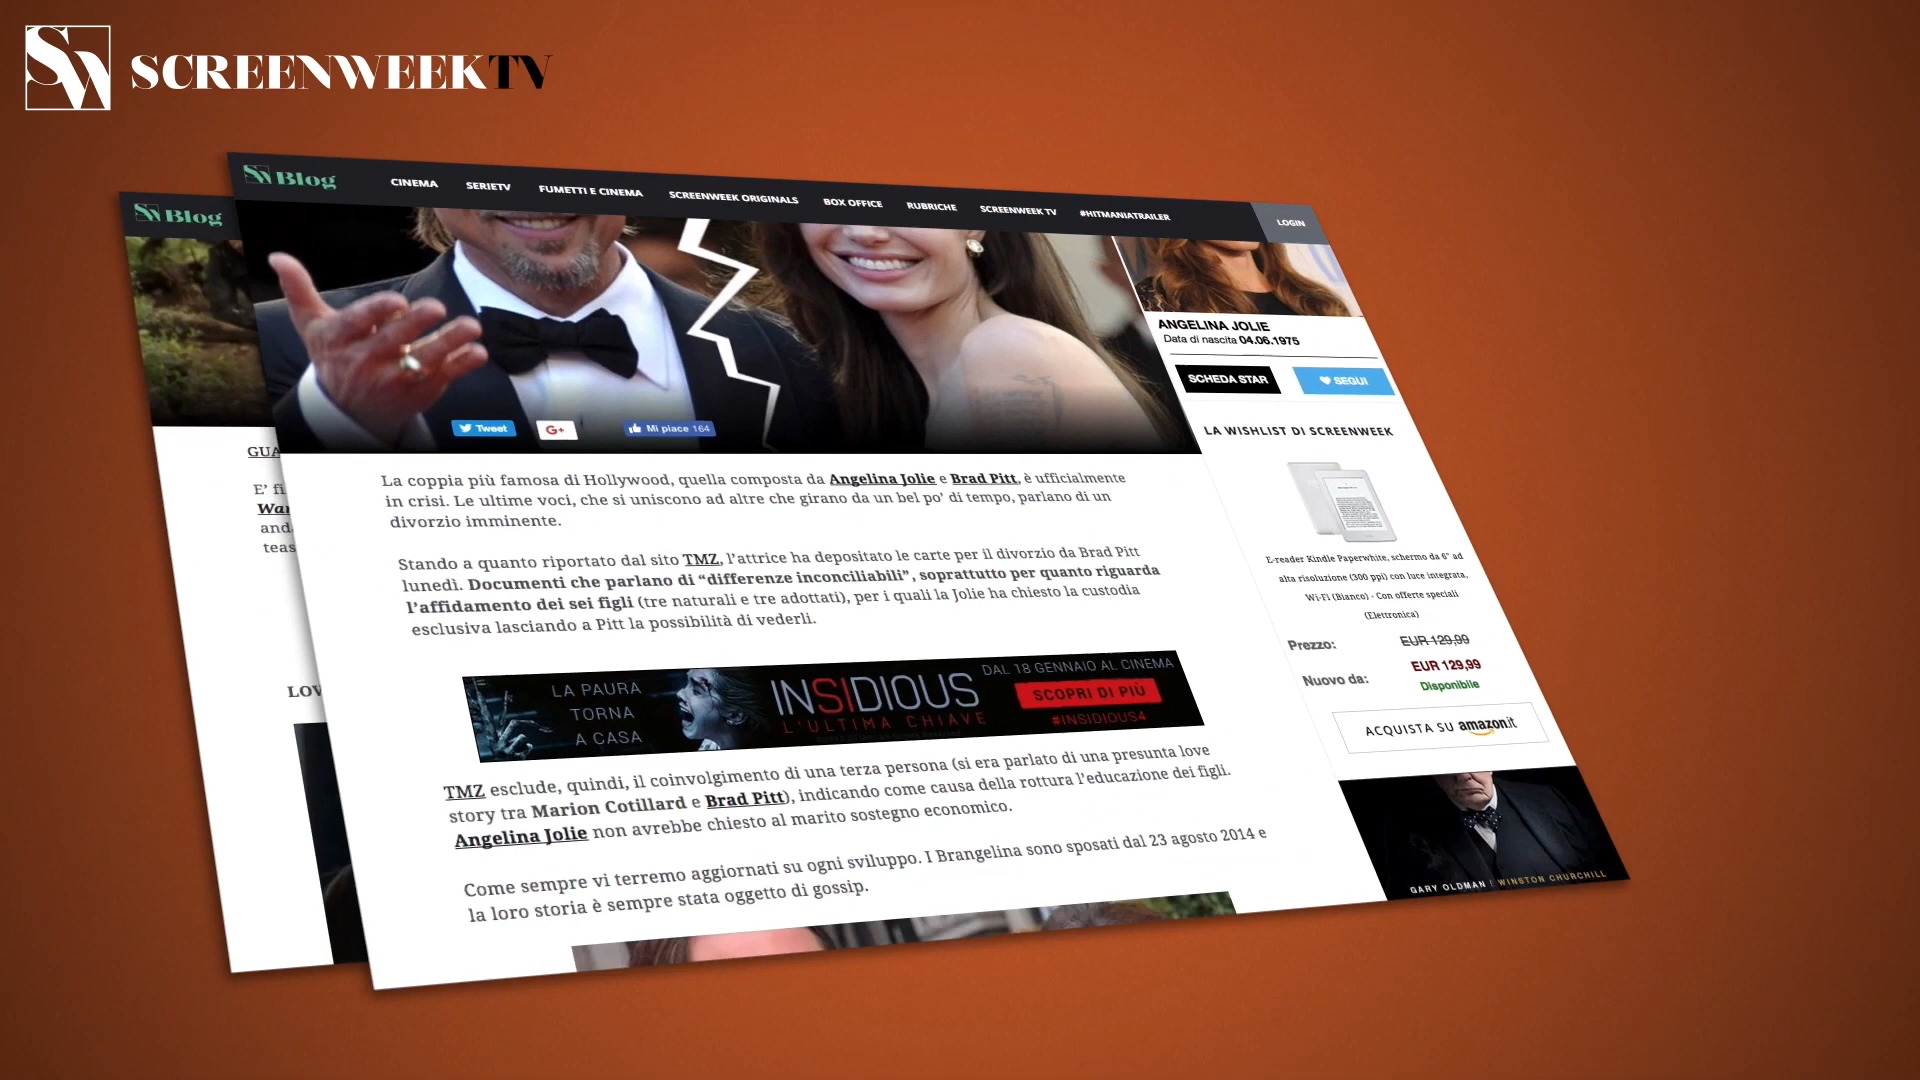 SW SCREENWEEKTV
SW Blog
SW Blog CINEMA SERIETV FUMETTI E CINEMA SCREENWEEK ORIGINALS BOX OFFICE RUBRICHE SCREENWEEK TV #HITMANIATRAILER LOGIN
Tweet G+ Mi piace 164
GUA
E' fi
War
and
teas
LOV
La coppia più famosa di Hollywood, quella composta da Angelina Jolie e Brad Pitt, è ufficialmente
in crisi. Le ultime voci, che si uniscono ad altre che girano da un bel po' di tempo, parlano di un
divorzio imminente.
Stando a quanto riportato dal sito TMZ, l'attrice ha depositato le carte per il divorzio da Brad Pitt
lunedì. Documenti che parlano di “differenze inconciliabili”, soprattutto per quanto riguarda
l'affidamento dei sei figli (tre naturali e tre adottati), per i quali la Jolie ha chiesto la custodia
esclusiva lasciando a Pitt la possibilità di vederli.
LA PAURA
TORNA
A CASA
INSIDIOUS
L'ULTIMA CHIAVE
DAL 18 GENNAIO AL CINEMA
SCOPRI DI PIÙ
#INSIDIOUS4
TMZ esclude, quindi, il coinvolgimento di una terza persona (si era parlato di una presunta love
story tra Marion Cotillard e Brad Pitt), indicando come causa della rottura l'educazione dei figli.
Angelina Jolie non avrebbe chiesto al marito sostegno economico.
Come sempre vi terremo aggiornati su ogni sviluppo. I Brangelina sono sposati dal 23 agosto 2014 e
la loro storia è sempre stata oggetto di gossip.
ANGELINA JOLIE
Data di nascita 04.06.1975
SCHEDA STAR SEGUI
LA WISHLIST DI SCREENWEEK
E-reader Kindle Paperwhite, schermo da 6" ad
alta risoluzione (300 ppi) con luce integrata,
Wi-Fi (Bianco) - Con offerte speciali
(Elettronica)
Prezzo: EUR 129,99
Nuovo da: EUR 129,99
Disponibile
ACQUISTA SU amazon.it
GARY OLDMAN È WINSTON CHURCHILL